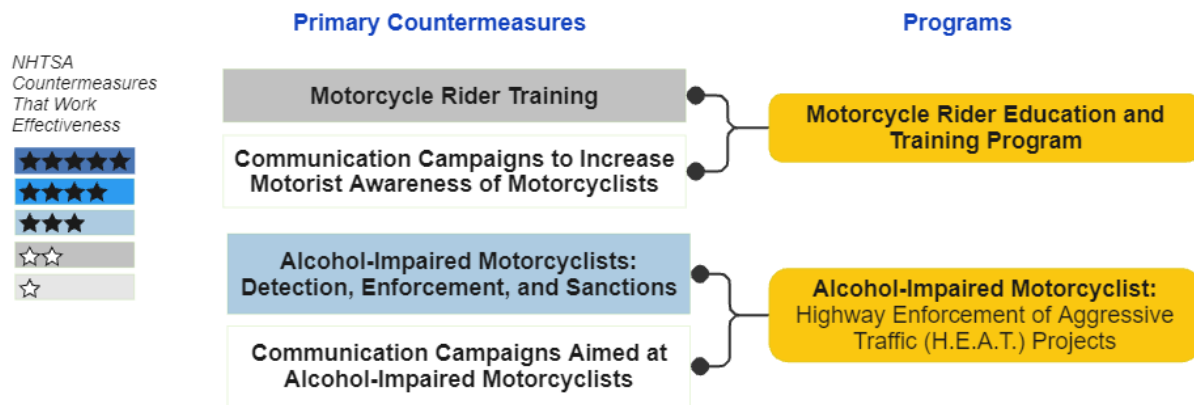 Primary Countermeasures
Programs
NHTSA
Countermeasures
That Work
Effectiveness
Motorcycle Rider Training
Communication Campaigns to Increase
Motorist Awareness of Motorcyclists
Alcohol-Impaired Motorcyclists:
Detection, Enforcement, and Sanctions
Communication Campaigns Aimed at
Alcohol-Impaired Motorcyclists
Motorcycle Rider Education and
Training Program
Alcohol-Impaired Motorcyclist:
Highway Enforcement of Aggressive
Traffic (H.E.A.T.) Projects